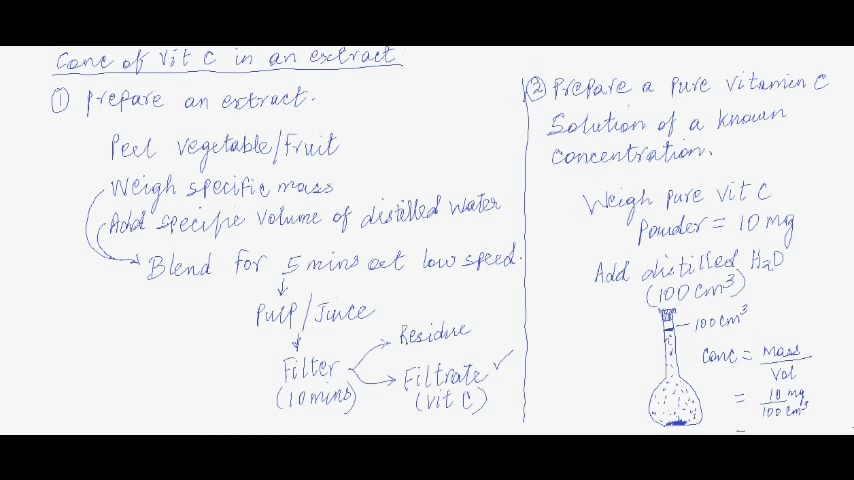 Conc of Vit C in an extract
① Prepare an extract.
Peel vegetable/Fruit
Weigh specific mass
Add specific volume of distilled water
Blend for 5 mins at low speed.
Pulp/Juice
Filter
(10 mins)
Residue
Filtrate ✓
(Vit C)
② Prepare a pure vitamin C
Solution of a known
concentration.
Weigh pure vit C
Powder = 10 mg
Add distilled H2O
(100 cm³)
100 cm³
Conc = mass
Vol
= 10 mg
100 cm³
=